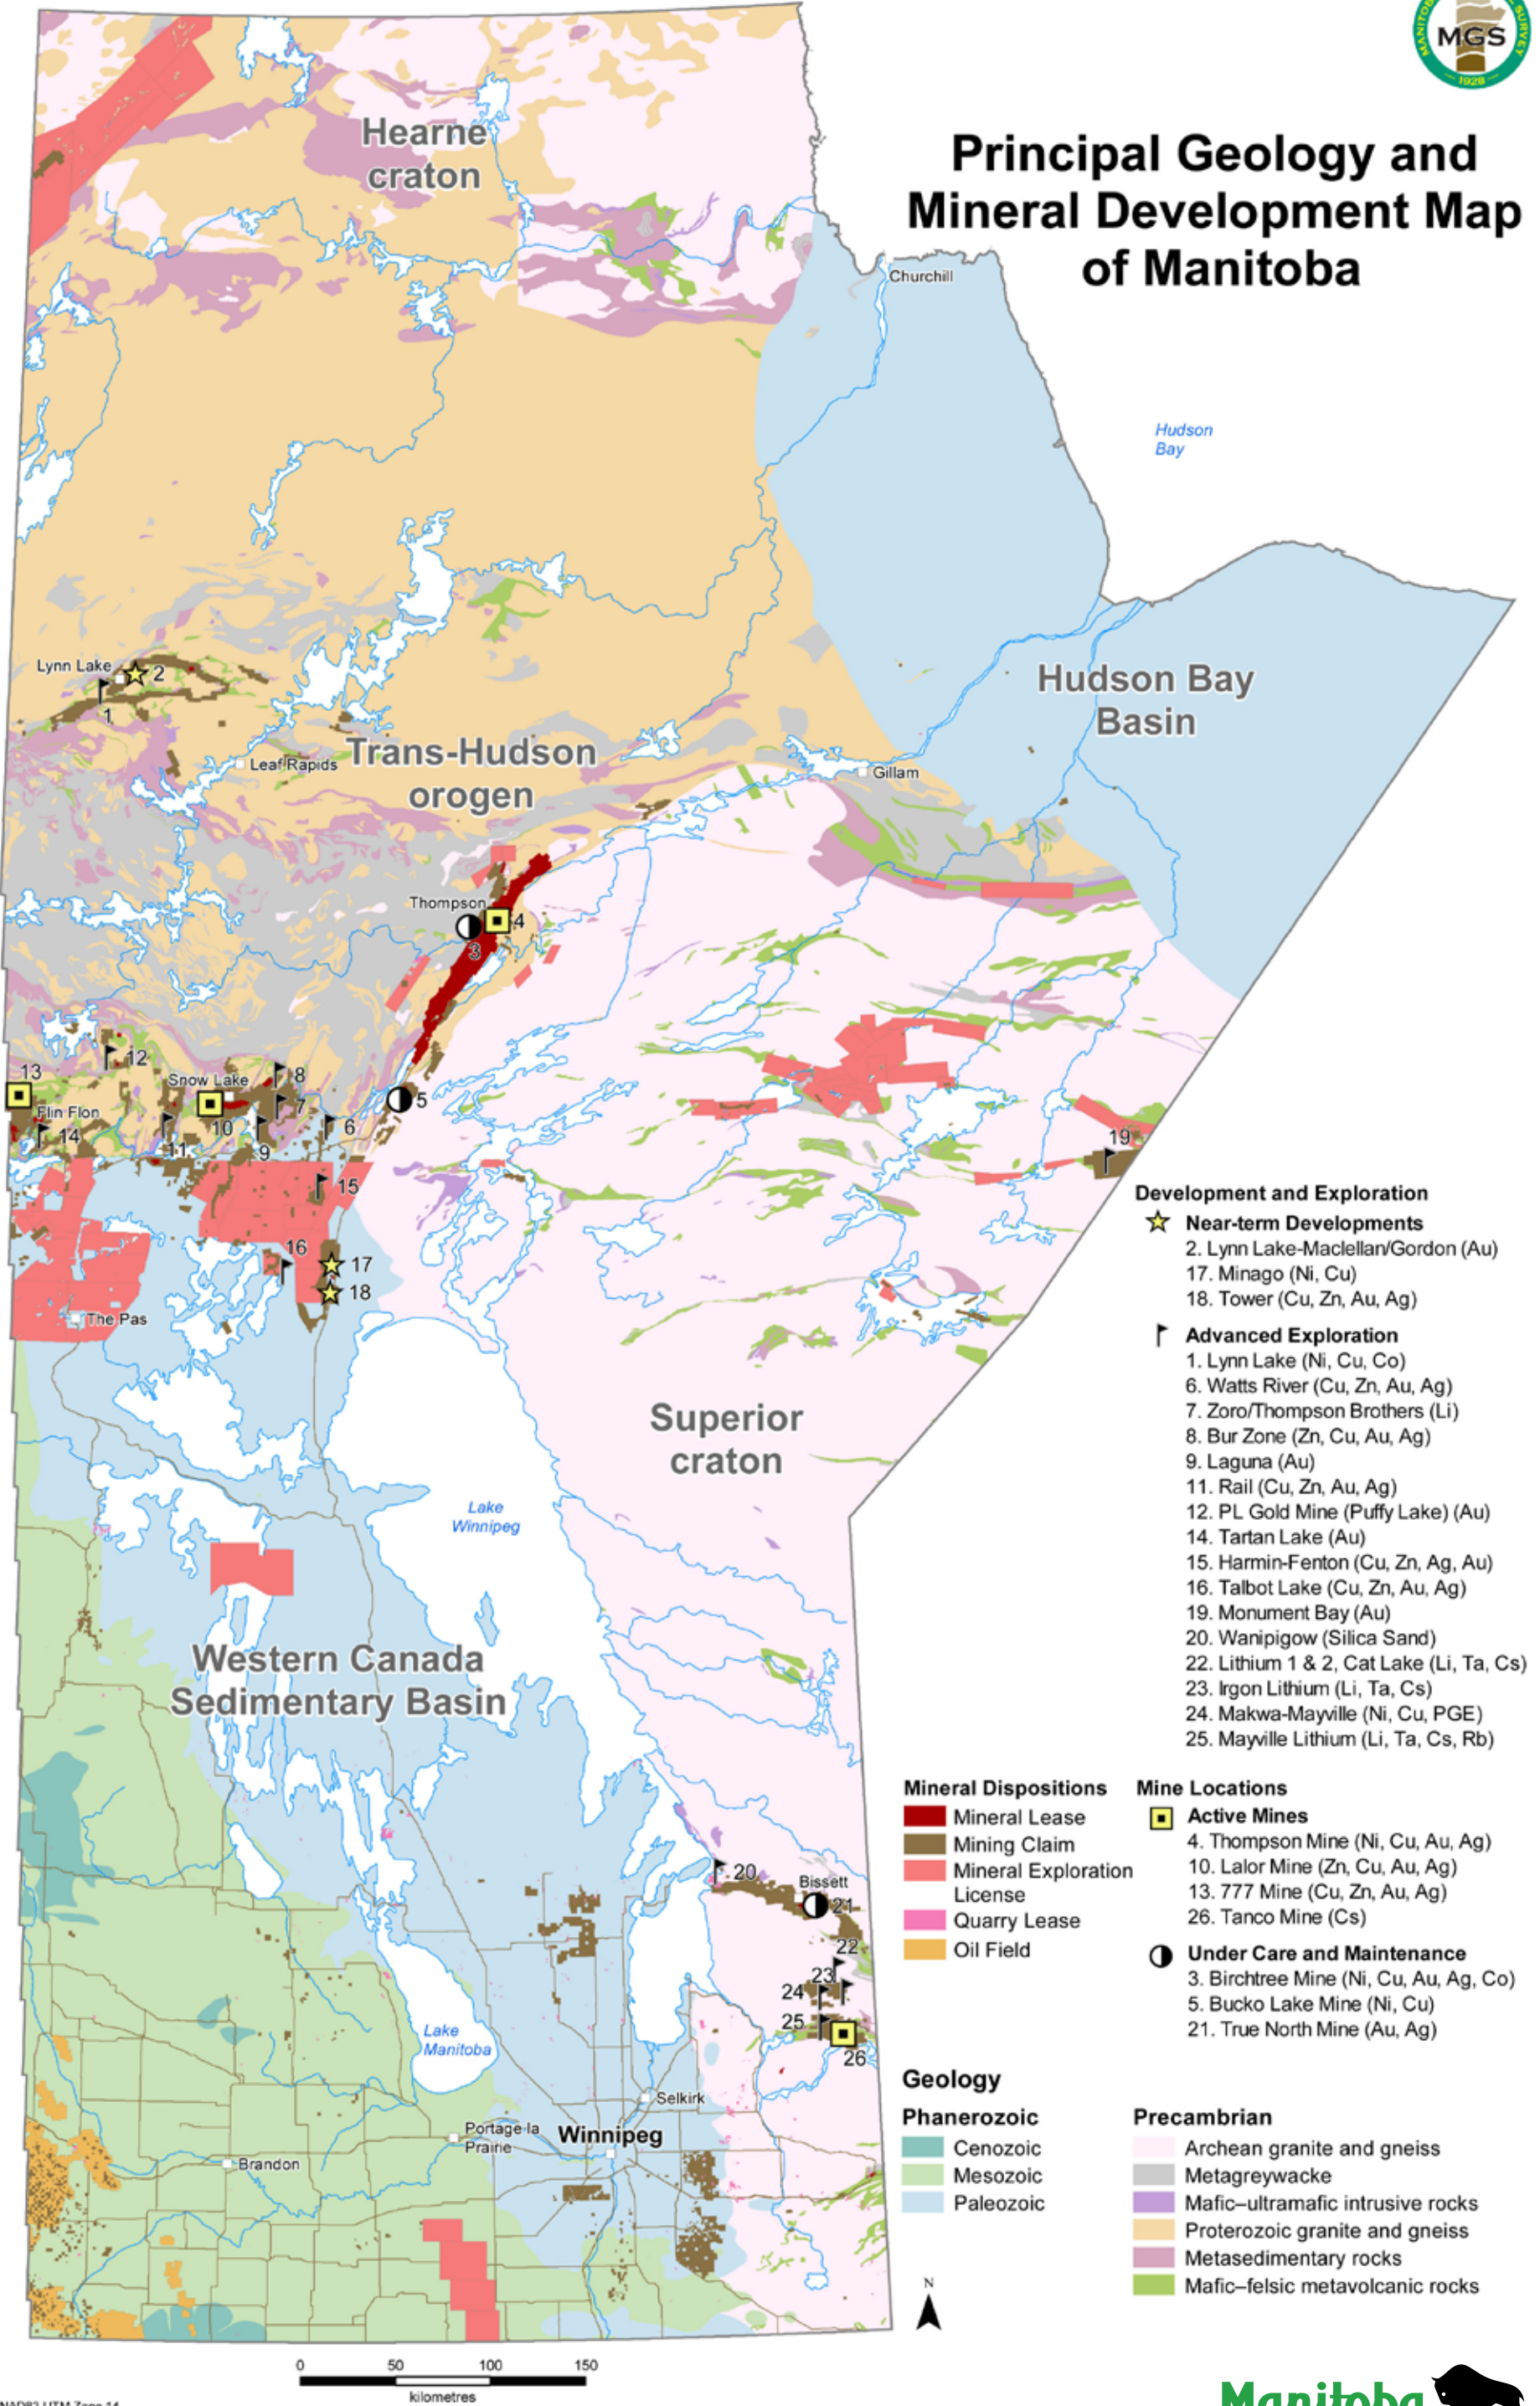 MGS
1928
Principal Geology and
Mineral Development Map
of Manitoba
Hearne
craton
Churchill
Hudson
Bay
Hudson Bay
Basin
Lynn Lake
2
1
Leaf Rapids
Trans-Hudson
orogen
Gillam
Thompson
4
3
12
13
Snow Lake
8
7
5
Flin Flon
14
10
6
11
9
19
15
16
17
18
The Pas
Superior
craton
Lake
Winnipeg
Western Canada
Sedimentary Basin
20
Bissett
21
22
23
24
25
26
Lake
Manitoba
Selkirk
Portage la
Prairie
Winnipeg
Brandon
Development and Exploration
Near-term Developments
2. Lynn Lake-Maclellan/Gordon (Au)
17. Minago (Ni, Cu)
18. Tower (Cu, Zn, Au, Ag)
Advanced Exploration
1. Lynn Lake (Ni, Cu, Co)
6. Watts River (Cu, Zn, Au, Ag)
7. Zoro/Thompson Brothers (Li)
8. Bur Zone (Zn, Cu, Au, Ag)
9. Laguna (Au)
11. Rail (Cu, Zn, Au, Ag)
12. PL Gold Mine (Puffy Lake) (Au)
14. Tartan Lake (Au)
15. Harmin-Fenton (Cu, Zn, Ag, Au)
16. Talbot Lake (Cu, Zn, Au, Ag)
19. Monument Bay (Au)
20. Wanipigow (Silica Sand)
22. Lithium 1 & 2, Cat Lake (Li, Ta, Cs)
23. Irgon Lithium (Li, Ta, Cs)
24. Makwa-Mayville (Ni, Cu, PGE)
25. Mayville Lithium (Li, Ta, Cs, Rb)
Mineral Dispositions
Mineral Lease
Mining Claim
Mineral Exploration
License
Quarry Lease
Oil Field
Mine Locations
Active Mines
4. Thompson Mine (Ni, Cu, Au, Ag)
10. Lalor Mine (Zn, Cu, Au, Ag)
13. 777 Mine (Cu, Zn, Au, Ag)
26. Tanco Mine (Cs)
Under Care and Maintenance
3. Birchtree Mine (Ni, Cu, Au, Ag, Co)
5. Bucko Lake Mine (Ni, Cu)
21. True North Mine (Au, Ag)
Geology
Phanerozoic
Cenozoic
Mesozoic
Paleozoic
Precambrian
Archean granite and gneiss
Metagreywacke
Mafic–ultramafic intrusive rocks
Proterozoic granite and gneiss
Metasedimentary rocks
Mafic–felsic metavolcanic rocks
N
0 50 100 150
kilometres
Manitoba